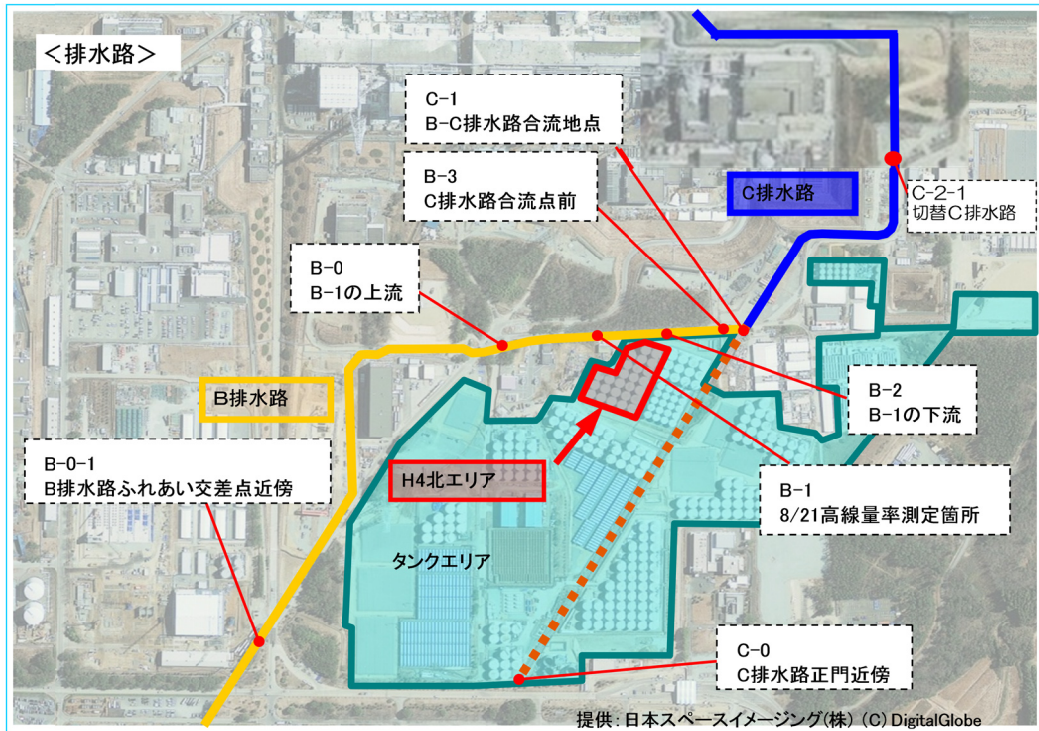 <排水路>
C-1
B-C排水路合流地点
B-3
C排水路合流点前
C排水路
C-2-1
切替C排水路
B-0
B-1の上流
B排水路
B-2
B-1の下流
B-0-1
B排水路ふれあい交差点近傍
H4北エリア
B-1
8/21高線量率測定箇所
タンクエリア
C-0
C排水路正門近傍
提供:日本スペースイメージング(株) (C) DigitalGlobe